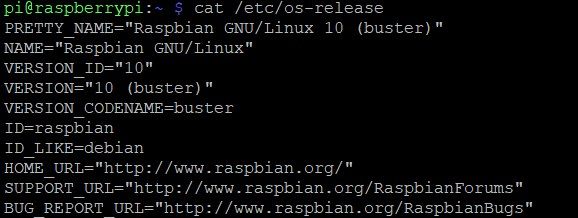 pi@raspberrypi:~ $ cat /etc/os-release
PRETTY_NAME="Raspbian GNU/Linux 10 (buster)"
NAME="Raspbian GNU/Linux"
VERSION_ID="10"
VERSION="10 (buster)"
VERSION_CODENAME=buster
ID=raspbian
ID_LIKE=debian
HOME_URL="http://www.raspbian.org/"
SUPPORT_URL="http://www.raspbian.org/RaspbianForums"
BUG_REPORT_URL="http://www.raspbian.org/RaspbianBugs"